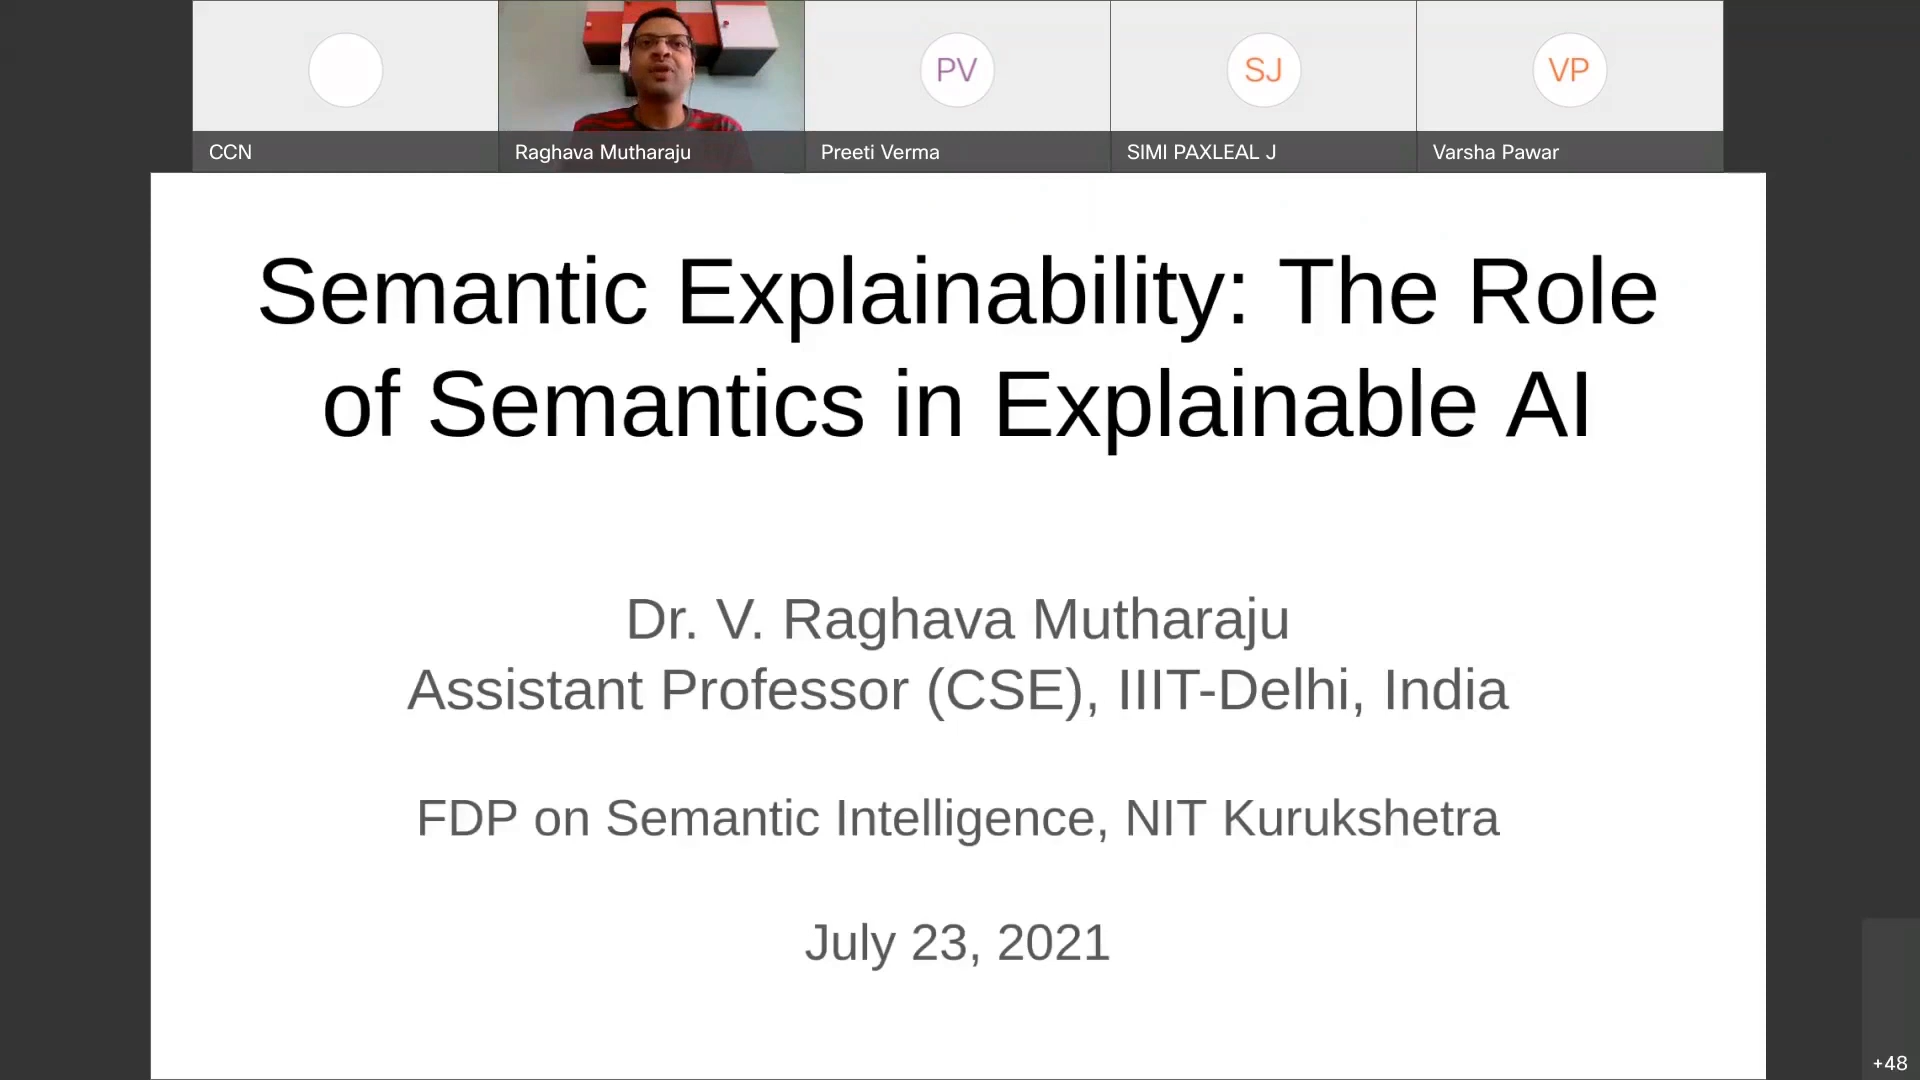 PV
SJ
VP
CCN
Raghava Mutharaju
Preeti Verma
SIMI PAXLEAL J
Varsha Pawar
Semantic Explainability: The Role
of Semantics in Explainable AI
Dr. V. Raghava Mutharaju
Assistant Professor (CSE), IIIT-Delhi, India
FDP on Semantic Intelligence, NIT Kurukshetra
July 23, 2021
+48